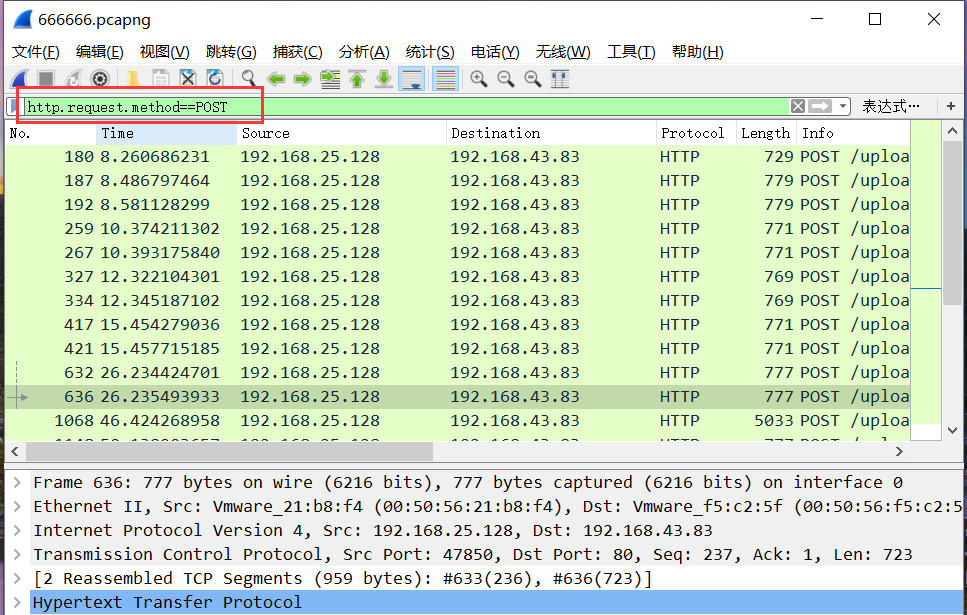 666666.pcapng
文件(F) 编辑(E) 视图(V) 跳转(G) 捕获(C) 分析(A) 统计(S) 电话(Y) 无线(W) 工具(T) 帮助(H)
http.request.method==POST 表达式… +
No. Time Source Destination Protocol Length Info
180 8.260686231 192.168.25.128 192.168.43.83 HTTP 729 POST /uploa
187 8.486797464 192.168.25.128 192.168.43.83 HTTP 779 POST /uploa
192 8.581128299 192.168.25.128 192.168.43.83 HTTP 779 POST /uploa
259 10.374211302 192.168.25.128 192.168.43.83 HTTP 771 POST /uploa
267 10.393175840 192.168.25.128 192.168.43.83 HTTP 771 POST /uploa
327 12.322104301 192.168.25.128 192.168.43.83 HTTP 769 POST /uploa
334 12.345187102 192.168.25.128 192.168.43.83 HTTP 769 POST /uploa
417 15.454279036 192.168.25.128 192.168.43.83 HTTP 771 POST /uploa
421 15.457715185 192.168.25.128 192.168.43.83 HTTP 771 POST /uploa
632 26.234424701 192.168.25.128 192.168.43.83 HTTP 777 POST /uploa
636 26.235493933 192.168.25.128 192.168.43.83 HTTP 777 POST /uploa
1068 46.424268958 192.168.25.128 192.168.43.83 HTTP 5033 POST /uploa
Frame 636: 777 bytes on wire (6216 bits), 777 bytes captured (6216 bits) on interface 0
Ethernet II, Src: Vmware_21:b8:f4 (00:50:56:21:b8:f4), Dst: Vmware_f5:c2:5f (00:50:56:f5:c2:5
Internet Protocol Version 4, Src: 192.168.25.128, Dst: 192.168.43.83
Transmission Control Protocol, Src Port: 47850, Dst Port: 80, Seq: 237, Ack: 1, Len: 723
[2 Reassembled TCP Segments (959 bytes): #633(236), #636(723)]
Hypertext Transfer Protocol